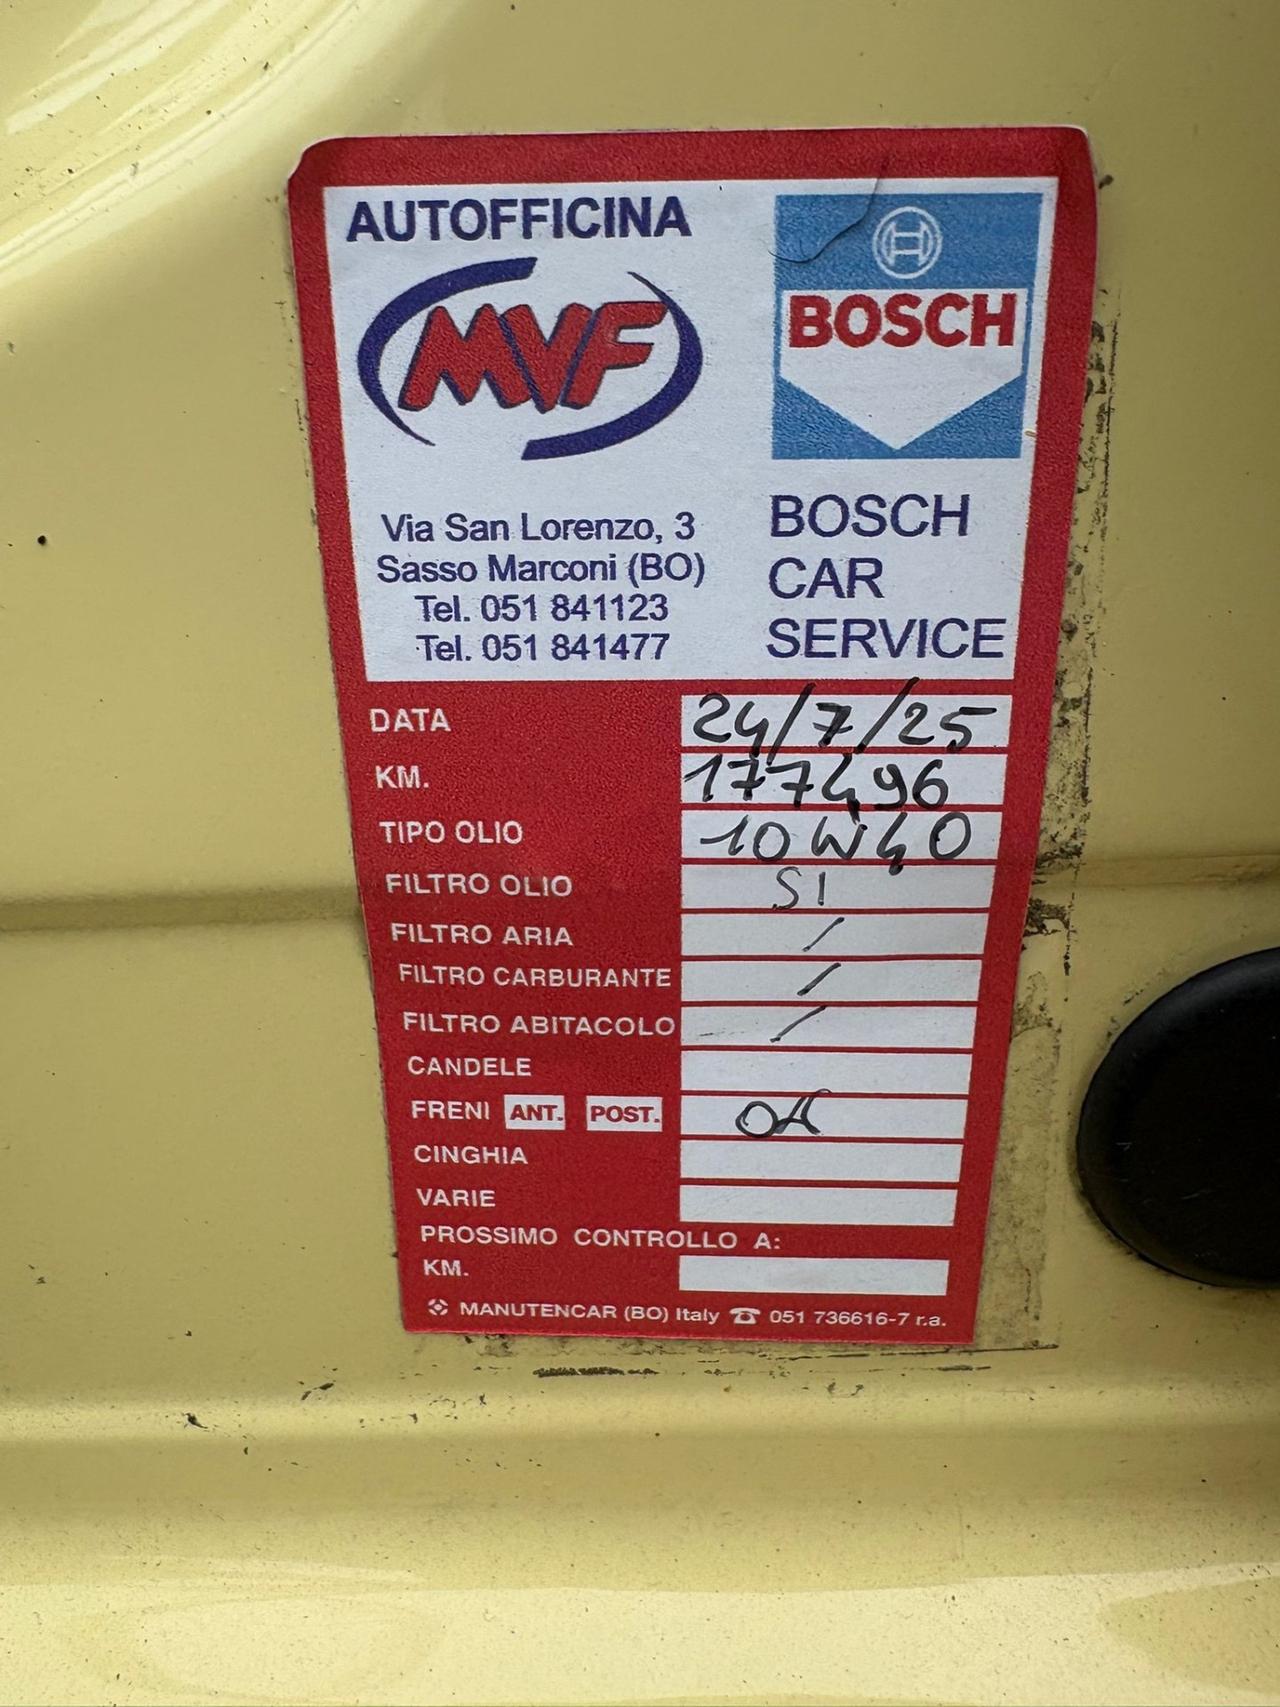 AUTOFFICINA
MVF
BOSCH
Via San Lorenzo, 3
Sasso Marconi (BO)
Tel. 051 841123
Tel. 051 841477
BOSCH
CAR
SERVICE
DATA 24/7/25
KM. 177496
TIPO OLIO 10W40
FILTRO OLIO SI
FILTRO ARIA /
FILTRO CARBURANTE /
FILTRO ABITACOLO /
CANDELE
FRENI ANT. POST. OK
CINGHIA
VARIE
PROSSIMO CONTROLLO A:
KM.
MANUTENCAR (BO) Italy ☎ 051 736616-7 r.a.